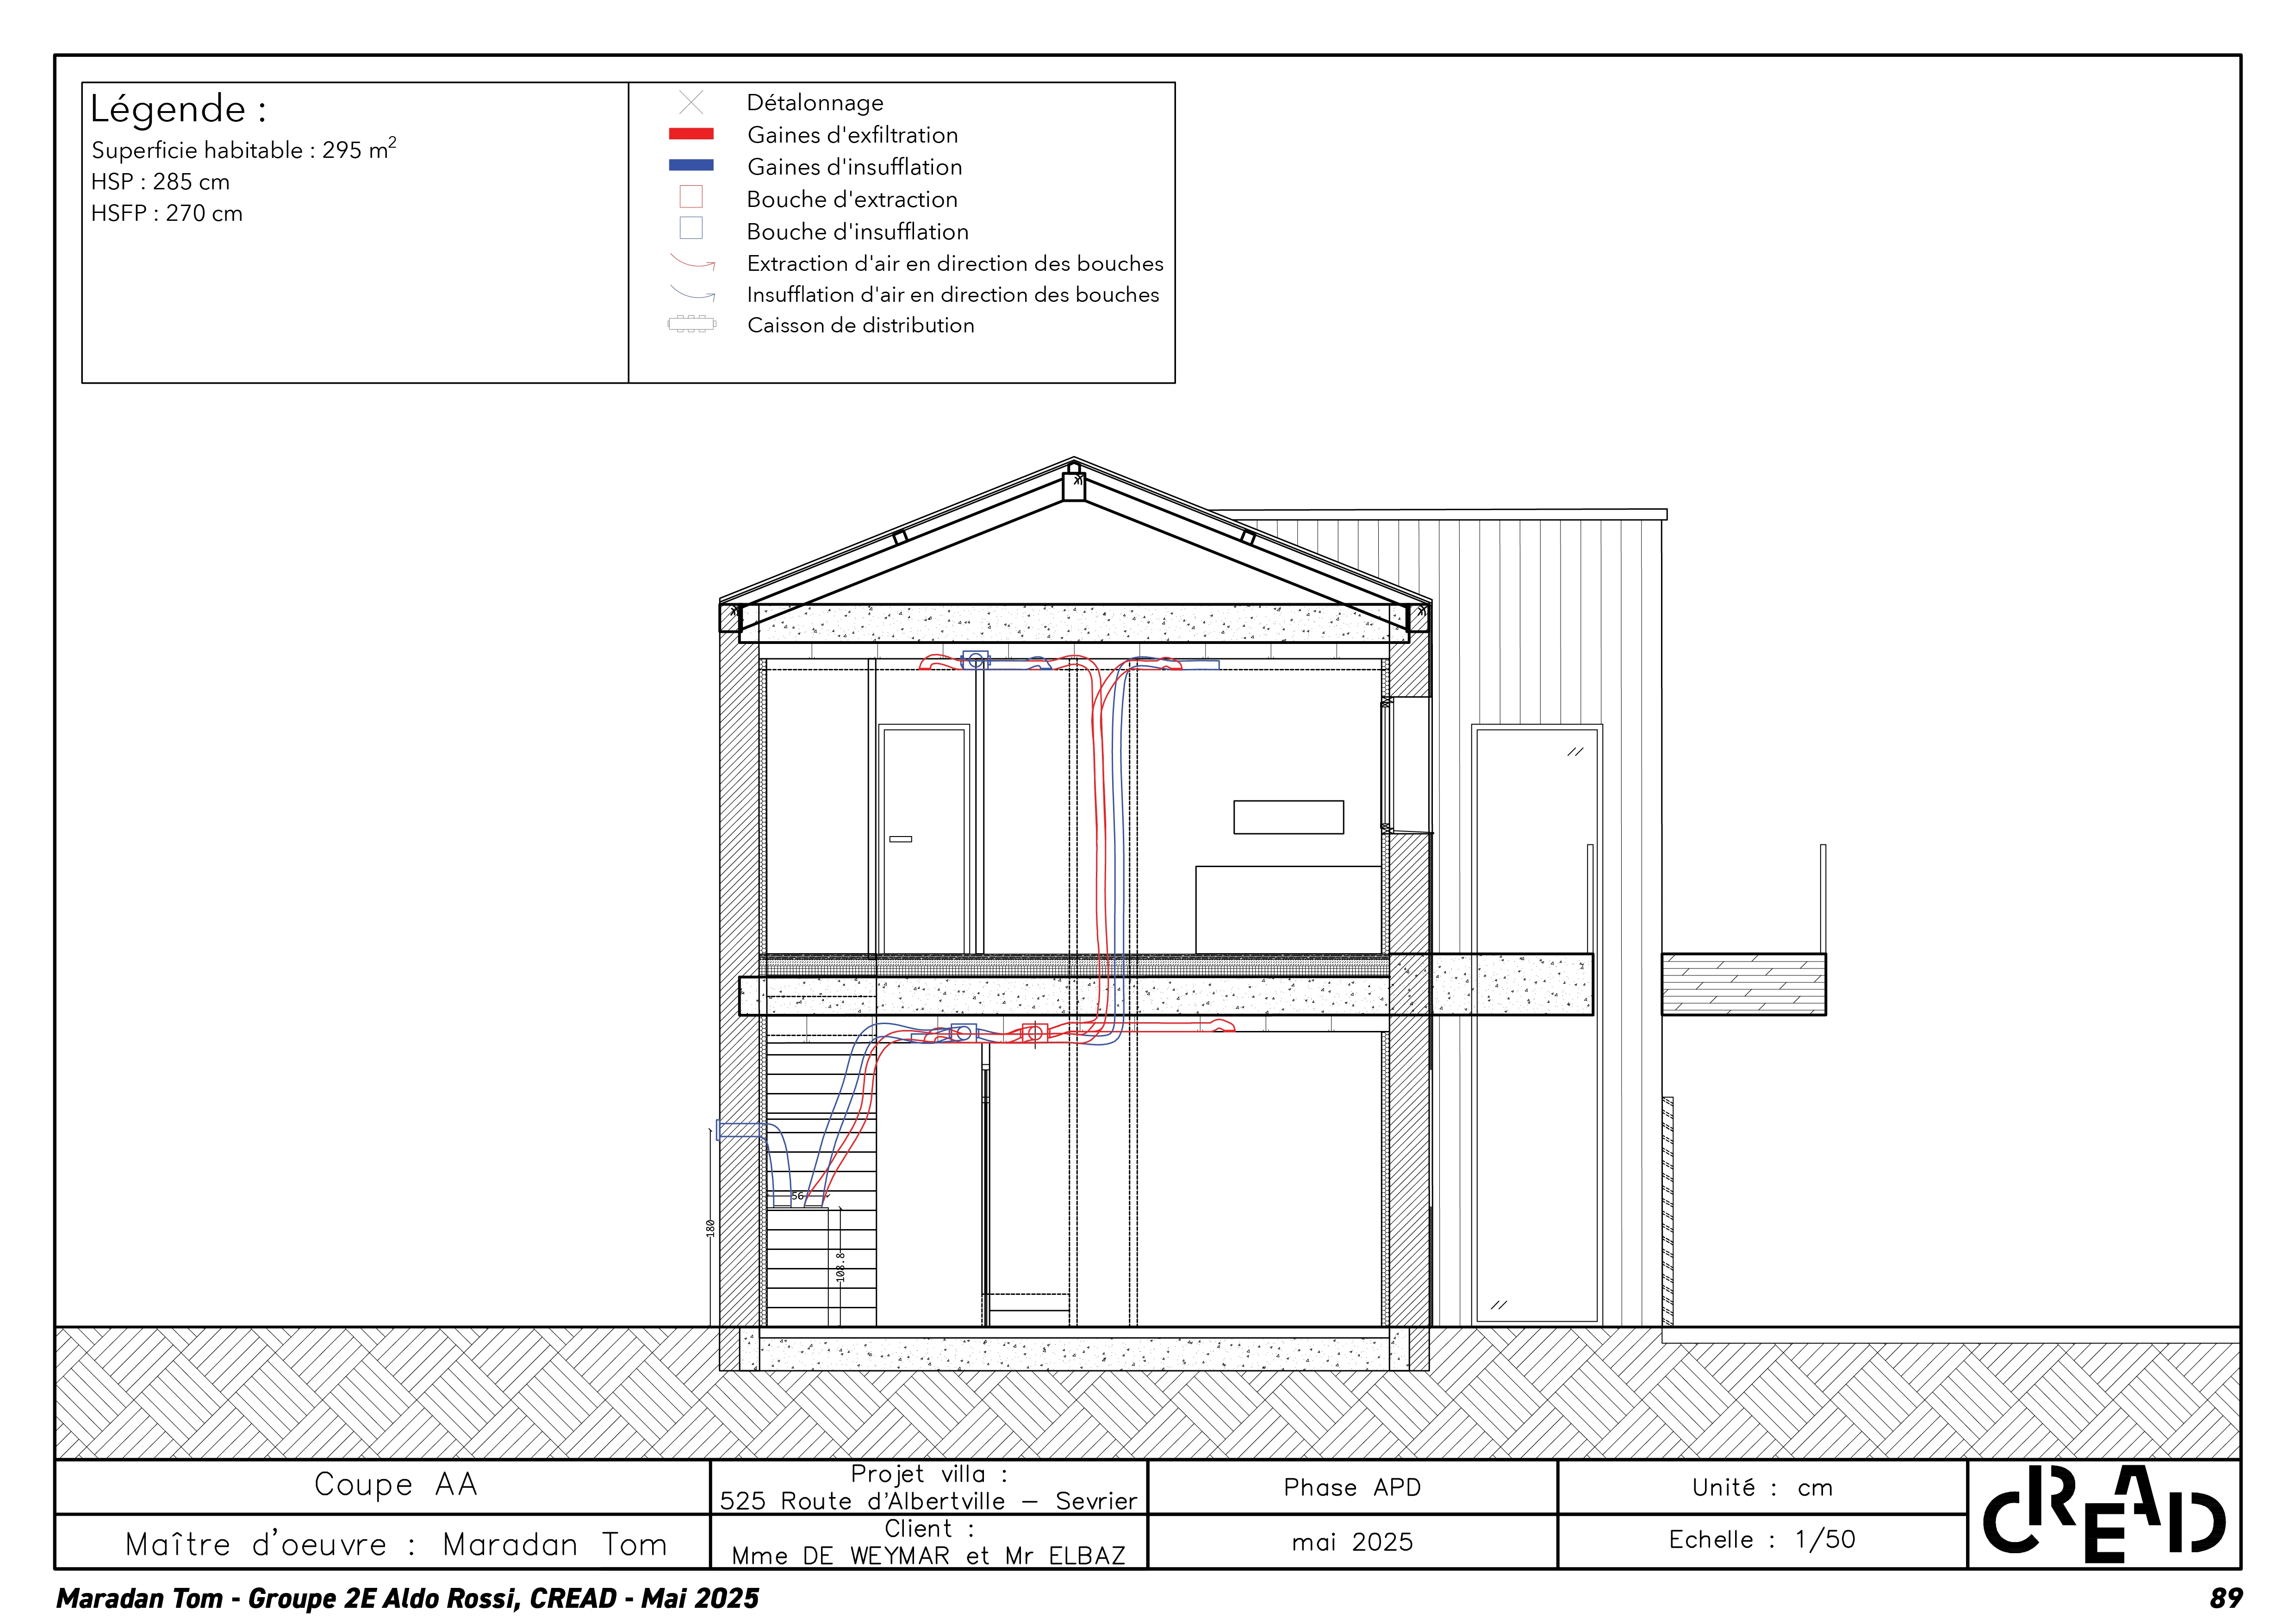 Légende :
Superficie habitable : 295 m²
HSP : 285 cm
HSFP : 270 cm
Détalonnage
Gaines d'exfiltration
Gaines d'insufflation
Bouche d'extraction
Bouche d'insufflation
Extraction d'air en direction des bouches
Insufflation d'air en direction des bouches
Caisson de distribution
56
180
108.8
Coupe AA
Maître d'oeuvre : Maradan Tom
Projet villa :
525 Route d'Albertville – Sevrier
Client :
Mme DE WEYMAR et Mr ELBAZ
Phase APD
mai 2025
Unité : cm
Echelle : 1/50
CREAD
Maradan Tom - Groupe 2E Aldo Rossi, CREAD - Mai 2025
89